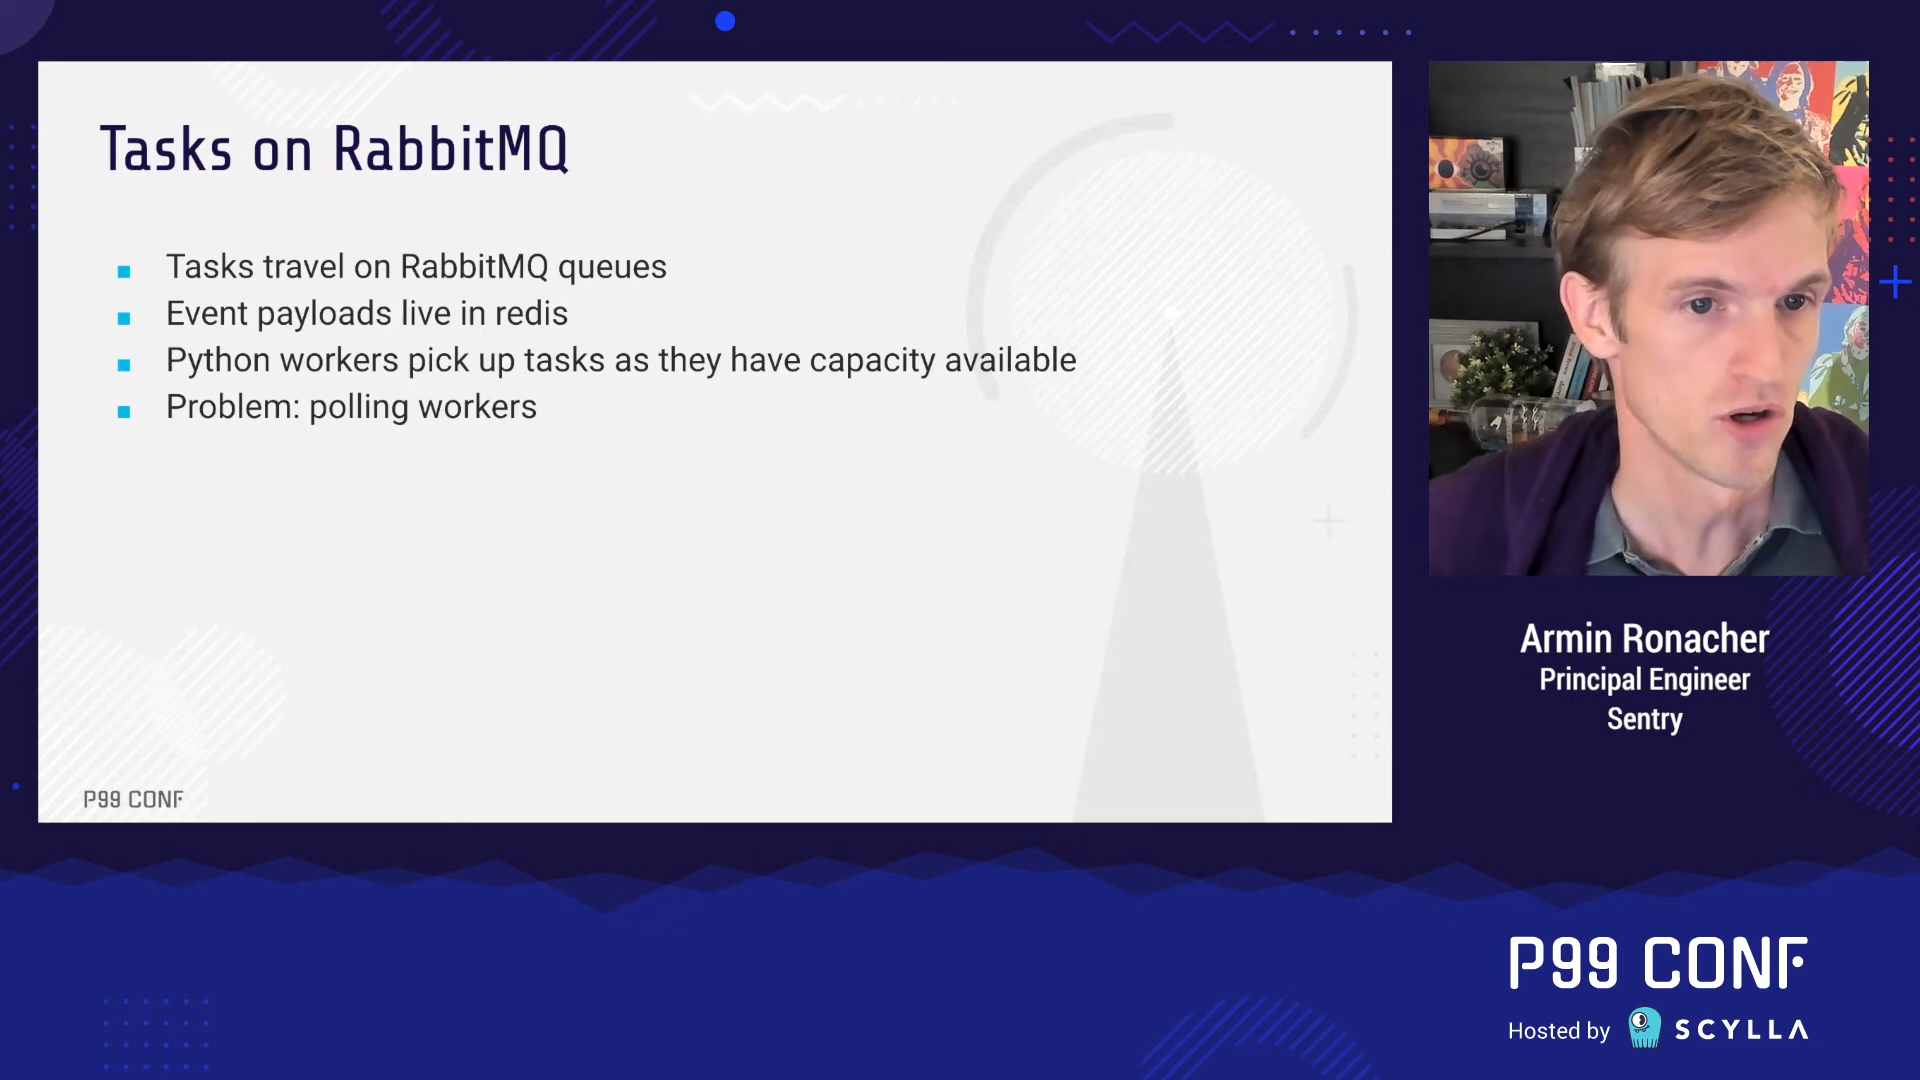 Tasks on RabbitMQ
Tasks travel on RabbitMQ queues
Event payloads live in redis
Python workers pick up tasks as they have capacity available
Problem: polling workers
P99 CONF
Armin Ronacher
Principal Engineer
Sentry
P99 CONF
Hosted by SCYLLA